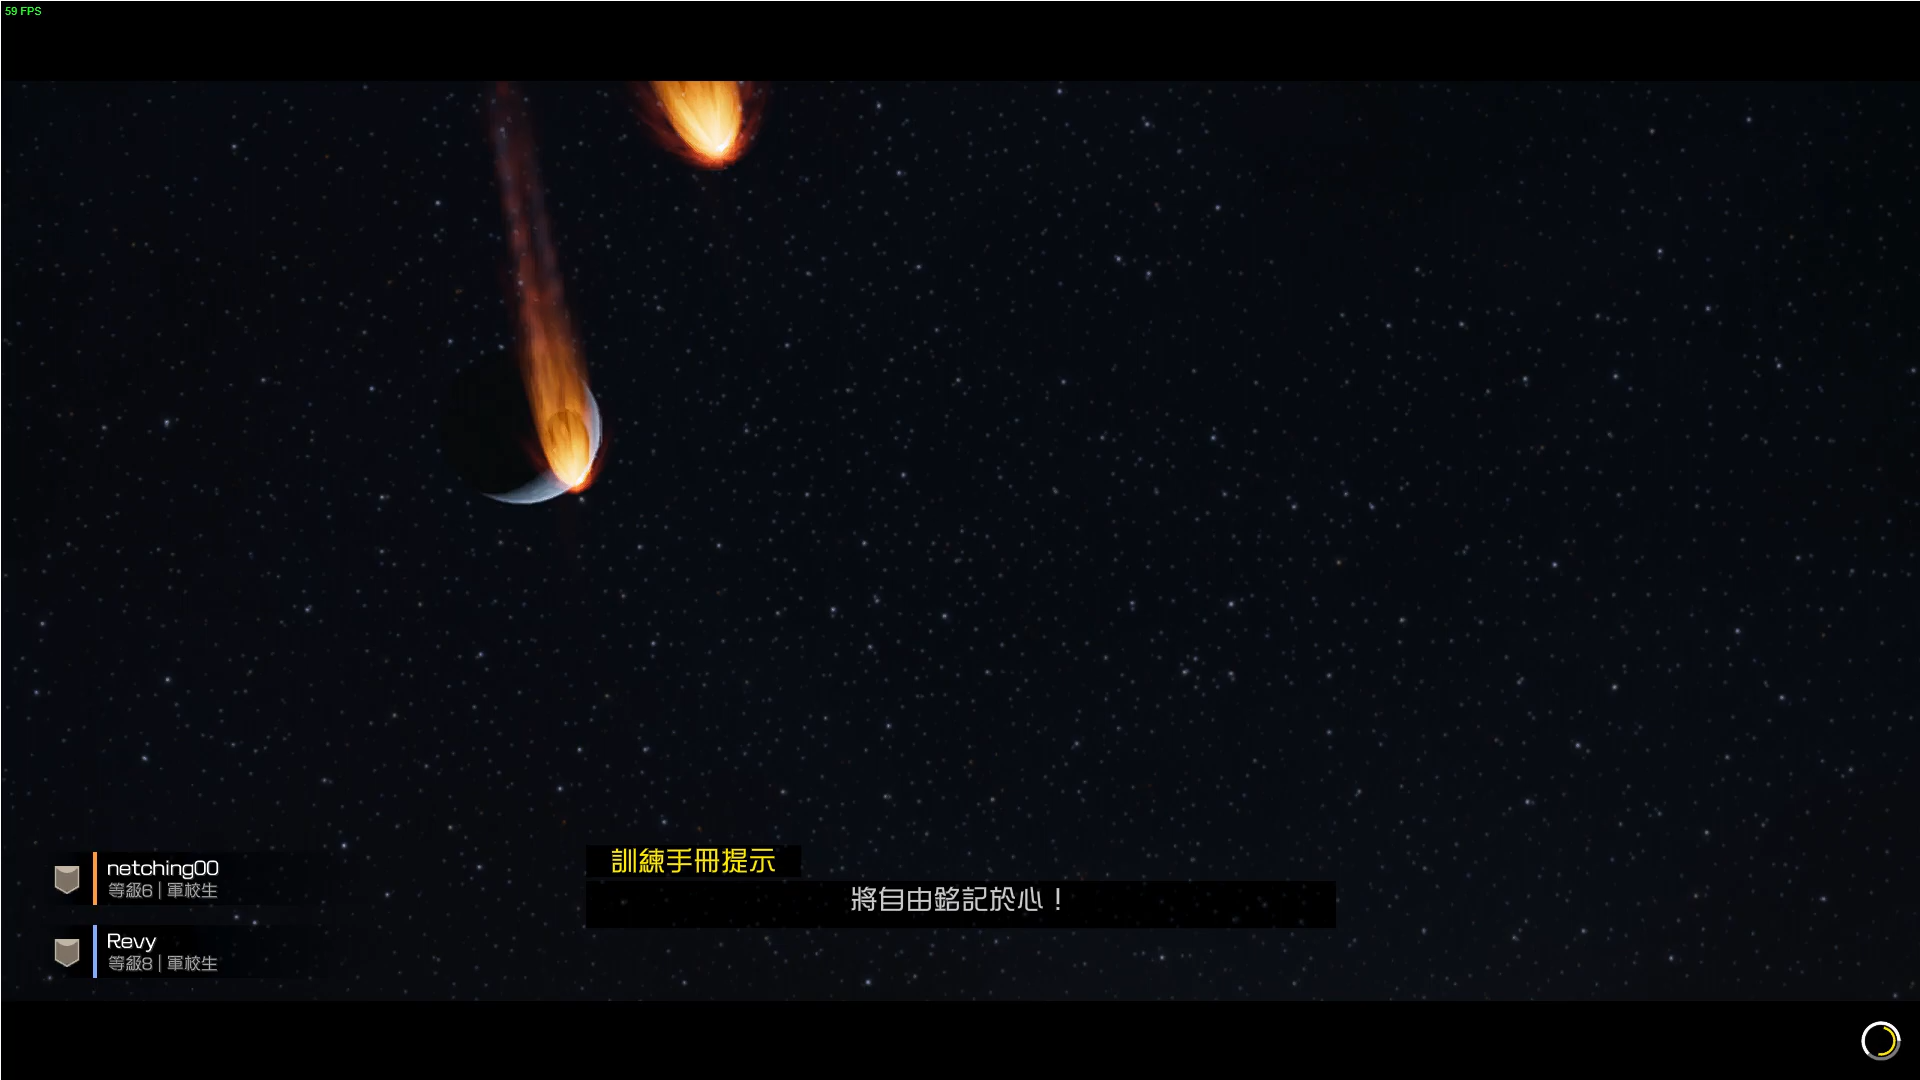 59 FPS
netching00
等級6 | 軍校生
Revy
等級8 | 軍校生
訓練手冊提示
將自由銘記於心！